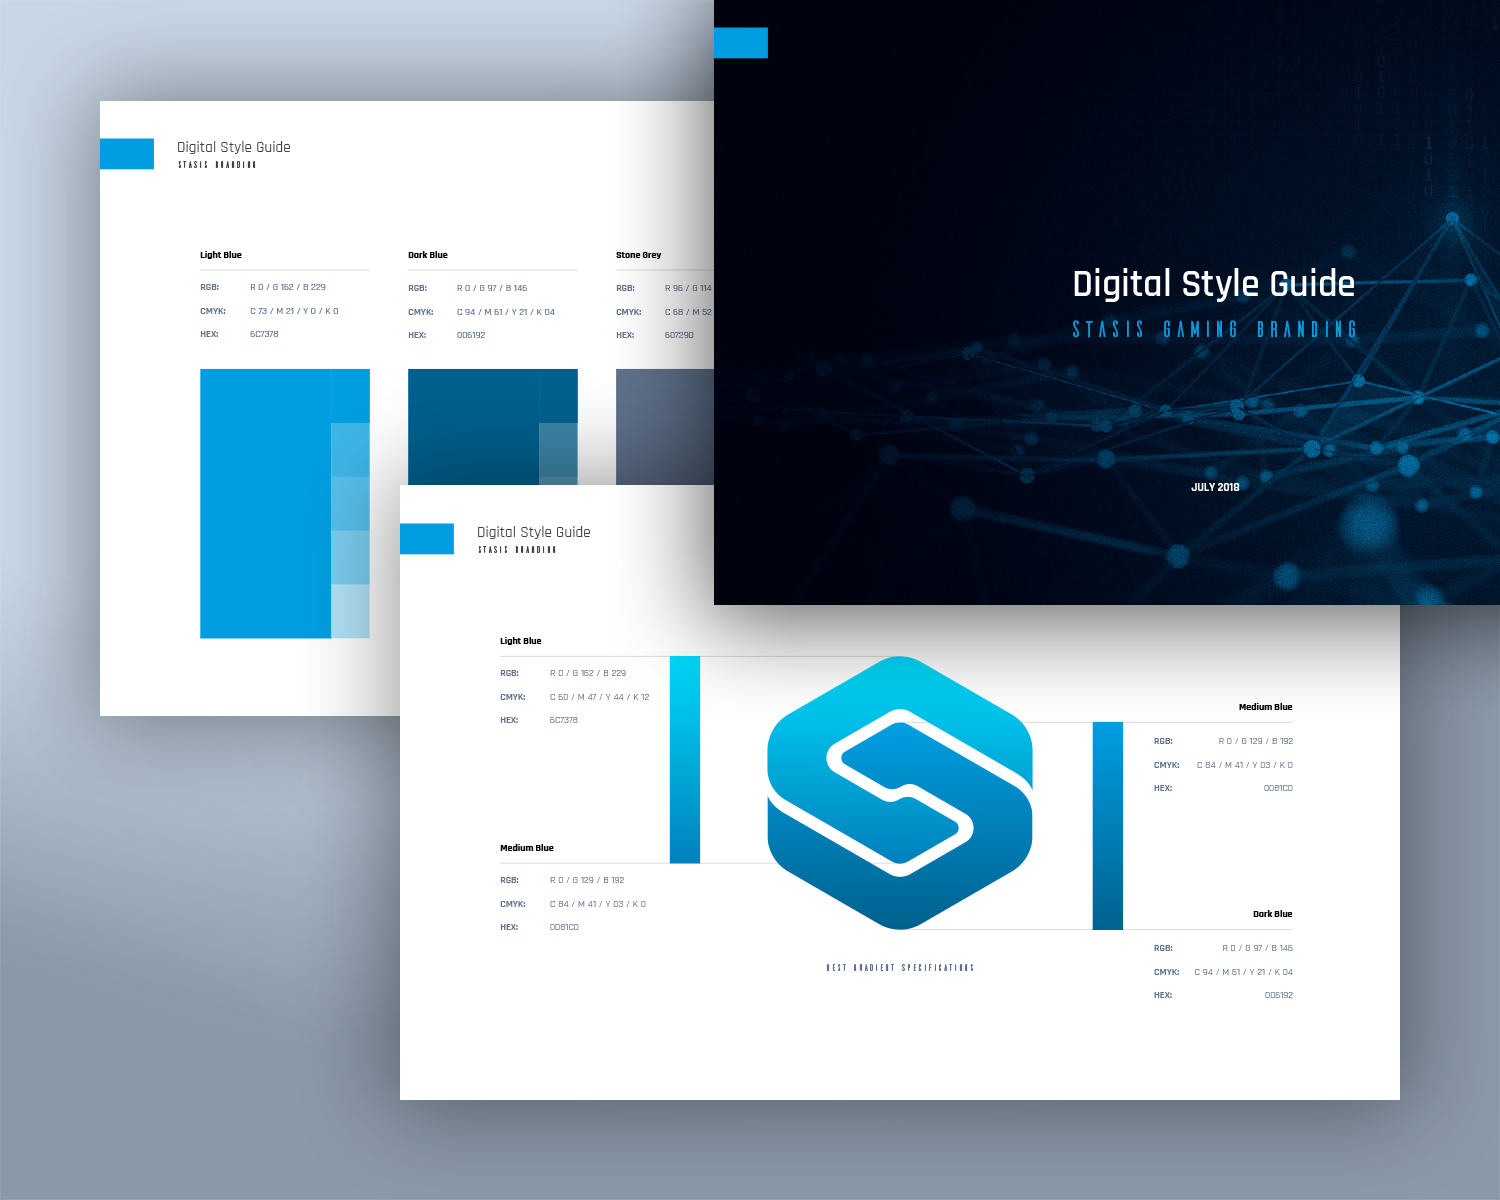 Digital Style Guide
STASIS BRANDING
Light Blue
RGB: R 0 / G 162 / B 229
CMYK: C 73 / M 21 / Y 0 / K 0
HEX: 6C7378
Dark Blue
RGB: R 0 / G 97 / B 146
CMYK: C 94 / M 61 / Y 21 / K 04
HEX: 006192
Stone Grey
RGB: R 96 / G 114
CMYK: C 68 / M 52
HEX: 607290
Digital Style Guide
STASIS GAMING BRANDING
JULY 2018
Digital Style Guide
STASIS BRANDING
Light Blue
RGB: R 0 / G 162 / B 229
CMYK: C 60 / M 47 / Y 44 / K 12
HEX: 6C7378
Medium Blue
RGB: R 0 / G 129 / B 192
CMYK: C 84 / M 41 / Y 03 / K 0
HEX: 0081C0
Medium Blue
RGB: R 0 / G 129 / B 192
CMYK: C 84 / M 41 / Y 03 / K 0
HEX: 0081C0
Dark Blue
RGB: R 0 / G 97 / B 146
CMYK: C 94 / M 61 / Y 21 / K 04
HEX: 006192
BEST GRADIENT SPECIFICATIONS